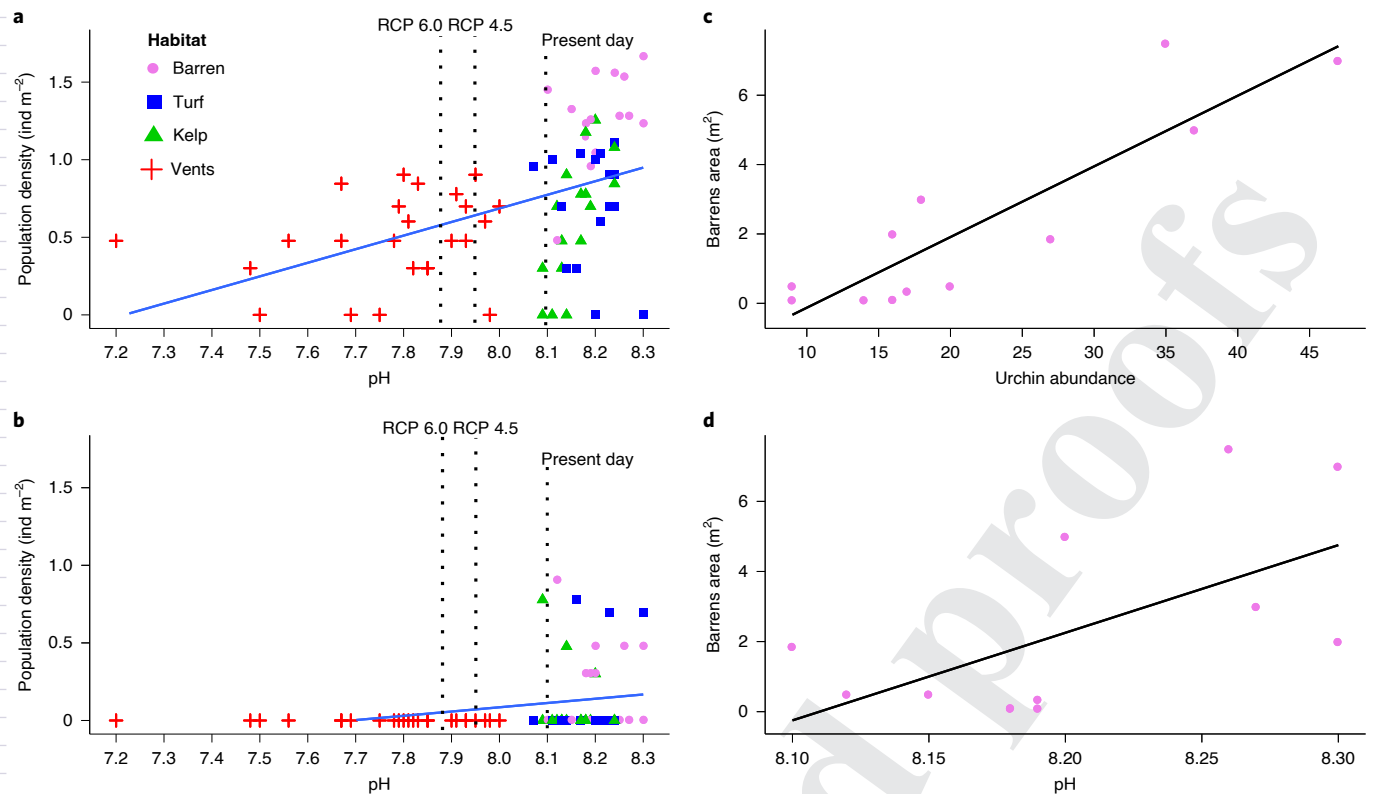 a
RCP 6.0 RCP 4.5
Present day
Habitat
Barren
Turf
Kelp
Vents
Population density (ind m⁻²)
1.5
1.0
0.5
0
7.2 7.3 7.4 7.5 7.6 7.7 7.8 7.9 8.0 8.1 8.2 8.3
pH
c
Barrens area (m²)
6
4
2
0
10 15 20 25 30 35 40 45
Urchin abundance
b
RCP 6.0 RCP 4.5
Present day
Population density (ind m⁻²)
1.5
1.0
0.5
0
7.2 7.3 7.4 7.5 7.6 7.7 7.8 7.9 8.0 8.1 8.2 8.3
pH
d
Barrens area (m²)
6
4
2
0
8.10 8.15 8.20 8.25 8.30
pH
d proofs